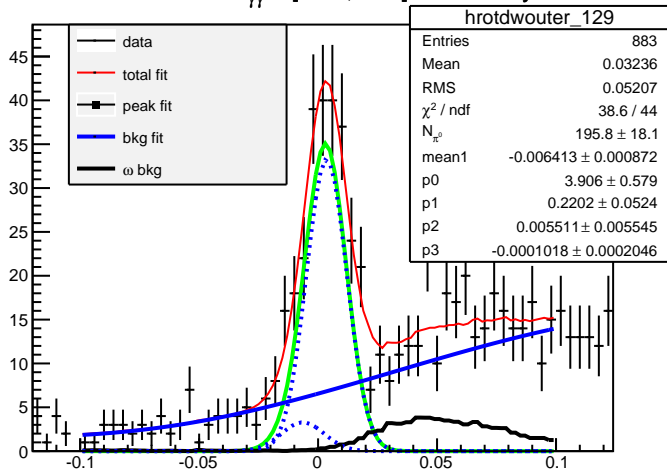 hrotdwouter_129
Entries 883
Mean 0.03236
RMS 0.05207
χ² / ndf 38.6 / 44
N_π⁰ 195.8 ± 18.1
mean1 -0.006413 ± 0.000872
p0 3.906 ± 0.579
p1 0.2202 ± 0.0524
p2 0.005511 ± 0.005545
p3 -0.0001018 ± 0.0002046
data
total fit
peak fit
bkg fit
ω bkg
45
40
35
30
25
20
15
10
5
0
-0.1 -0.05 0 0.05 0.1